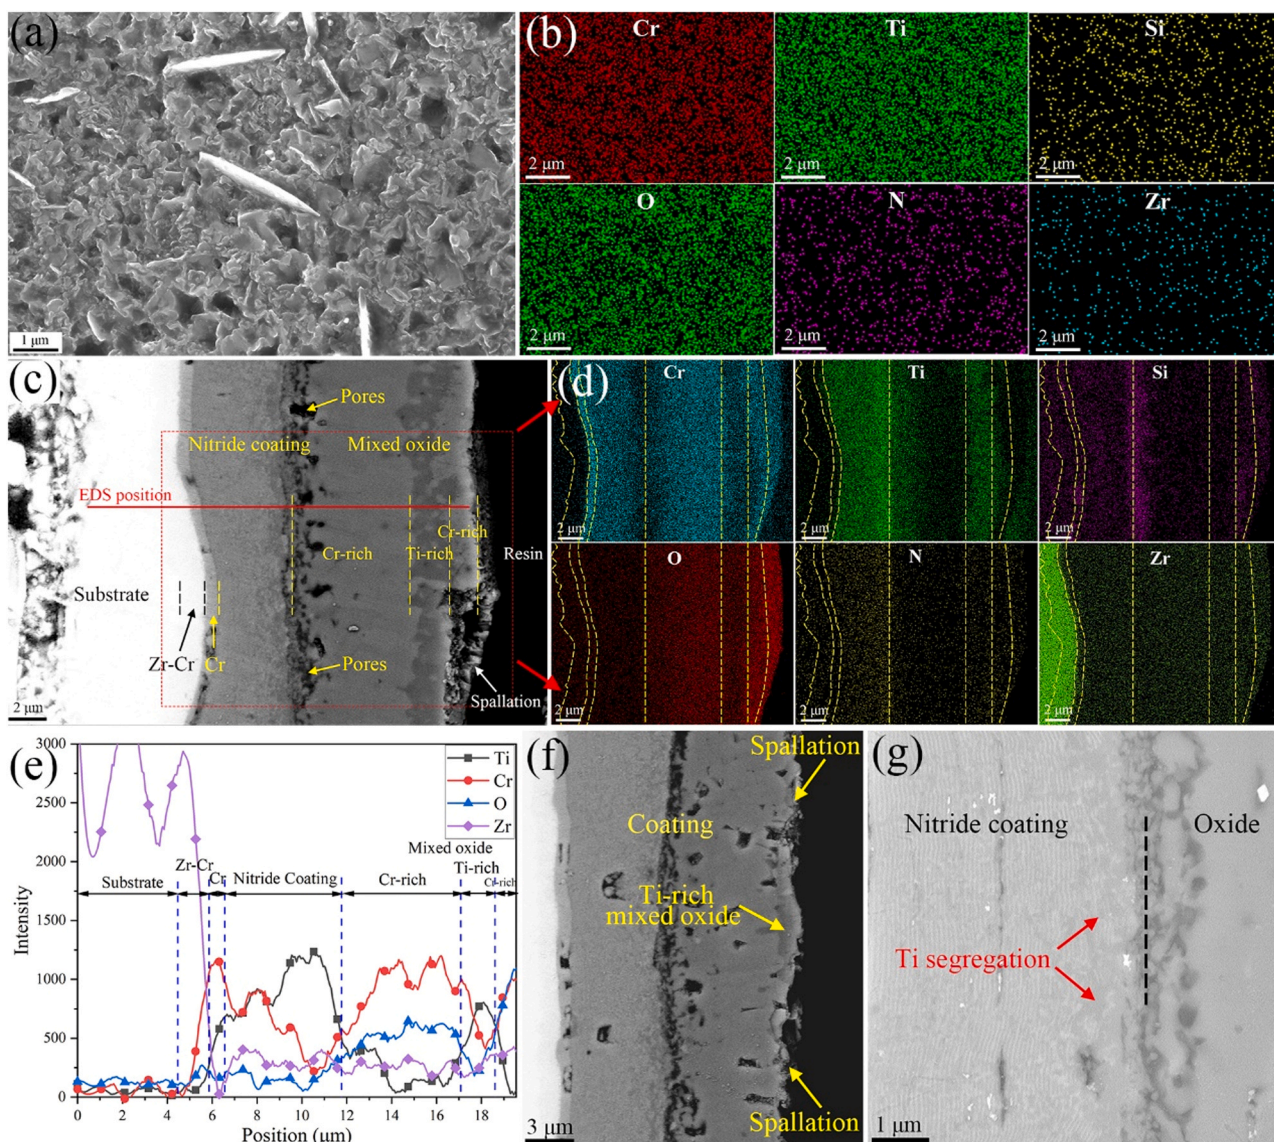 (a)
1 μm
(b)
Cr
Ti
Si
2 μm
2 μm
2 μm
O
N
Zr
2 μm
2 μm
2 μm
(c)
Pores
Nitride coating
Mixed oxide
EDS position
Cr-rich
Cr-rich
Ti-rich
Resin
Substrate
Zr-Cr
Cr
Pores
Spallation
2 μm
(d)
Cr
Ti
Si
2 μm
2 μm
2 μm
O
N
Zr
2 μm
2 μm
2 μm
(e)
3000
2500
2000
1500
1000
500
0
Intensity
Ti
Cr
O
Zr
Mixed oxide
Substrate
Zr-Cr
Cr
Nitride Coating
Cr-rich
Ti-rich
Cr-rich
0 2 4 6 8 10 12 14 16 18
Position (μm)
(f)
Spallation
Coating
Ti-rich
mixed oxide
Spallation
3 μm
(g)
Nitride coating
Oxide
Ti segregation
1 μm